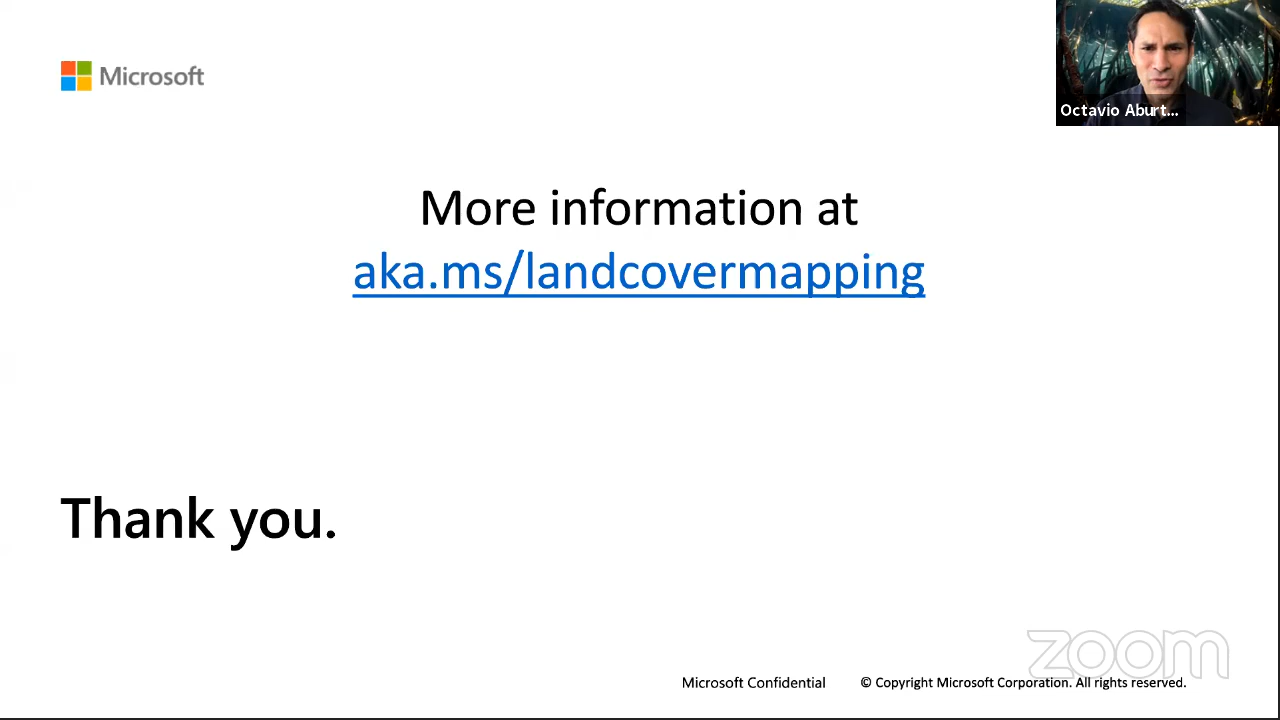 Microsoft
Octavio Aburt...
More information at
aka.ms/landcovermapping
Thank you.
zoom
Microsoft Confidential © Copyright Microsoft Corporation. All rights reserved.